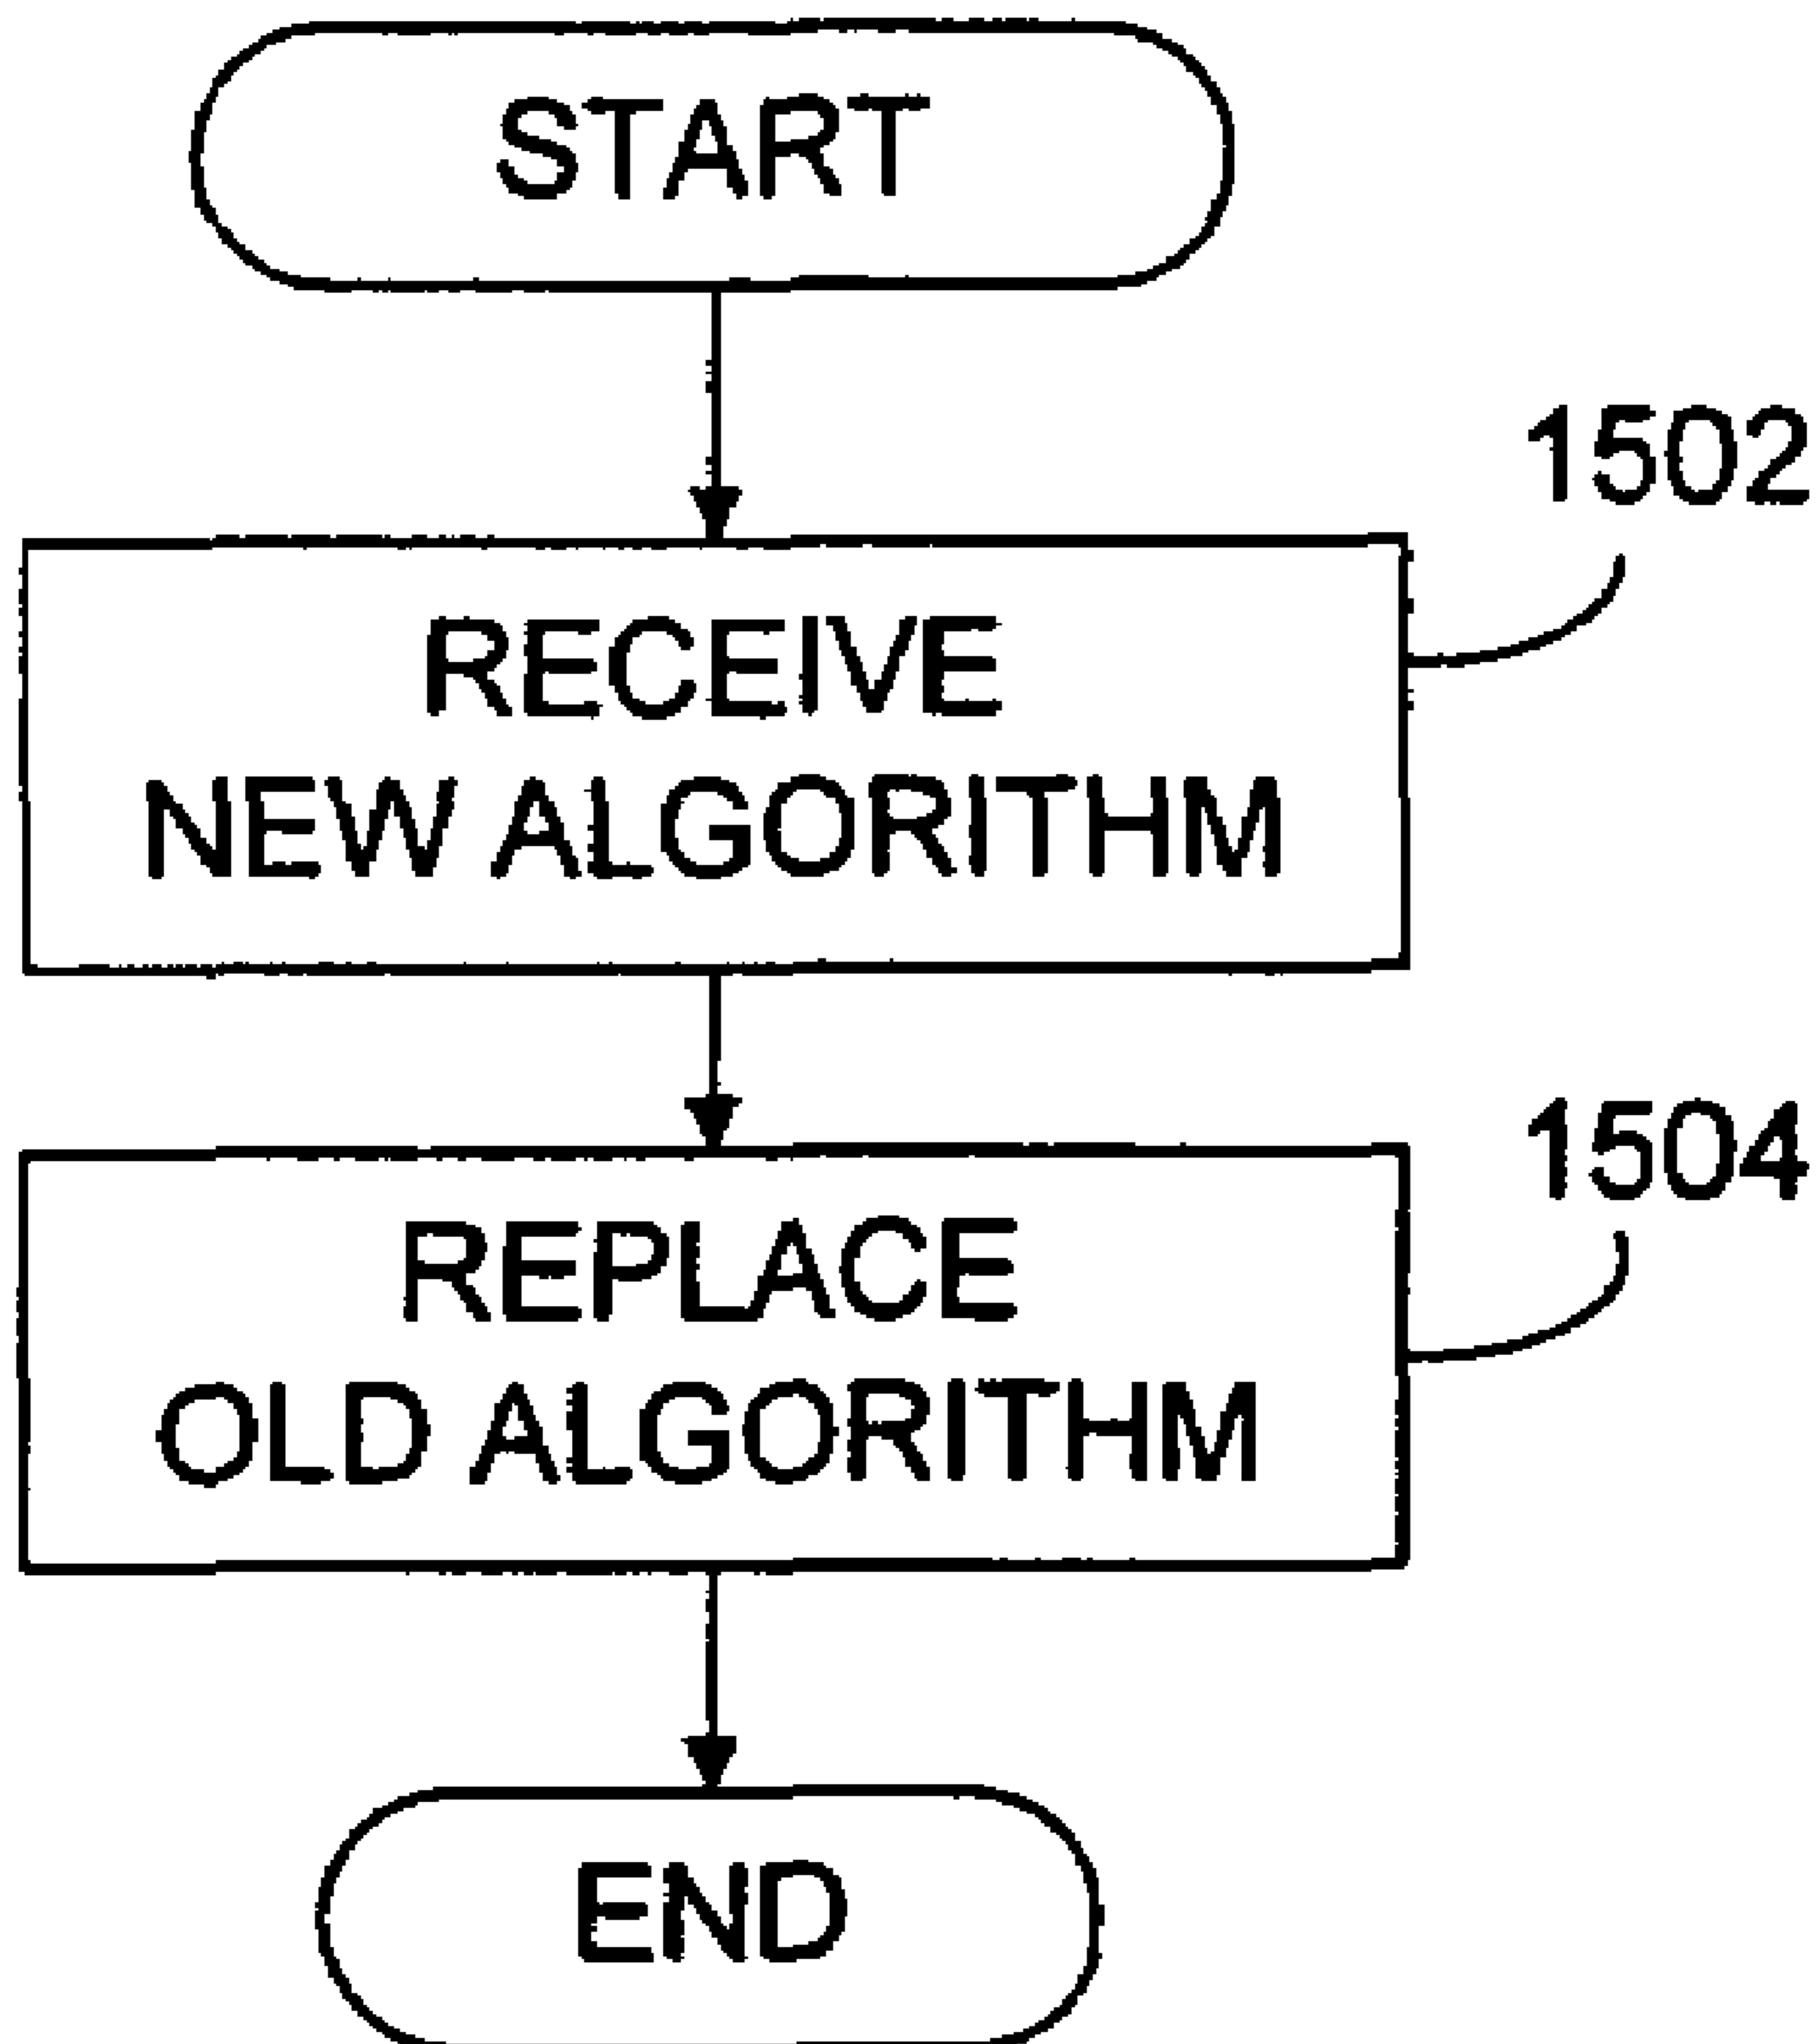 START
1502
RECEIVE
NEW ALGORITHM
1504
REPLACE
OLD ALGORITHM
END